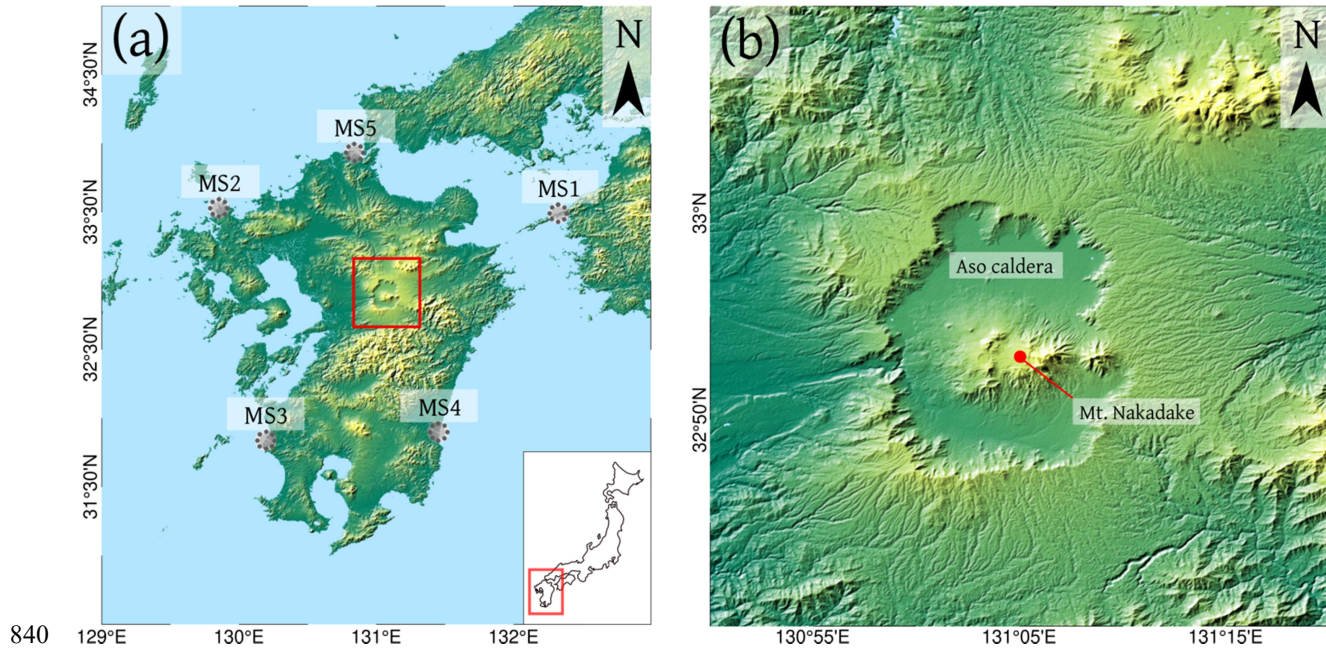 (a)
N
34°30'N
33°30'N
32°30'N
31°30'N
MS5
MS2
MS1
MS3
MS4
129°E
130°E
131°E
132°E
840
(b)
N
33°N
32°50'N
Aso caldera
Mt. Nakadake
130°55'E
131°05'E
131°15'E